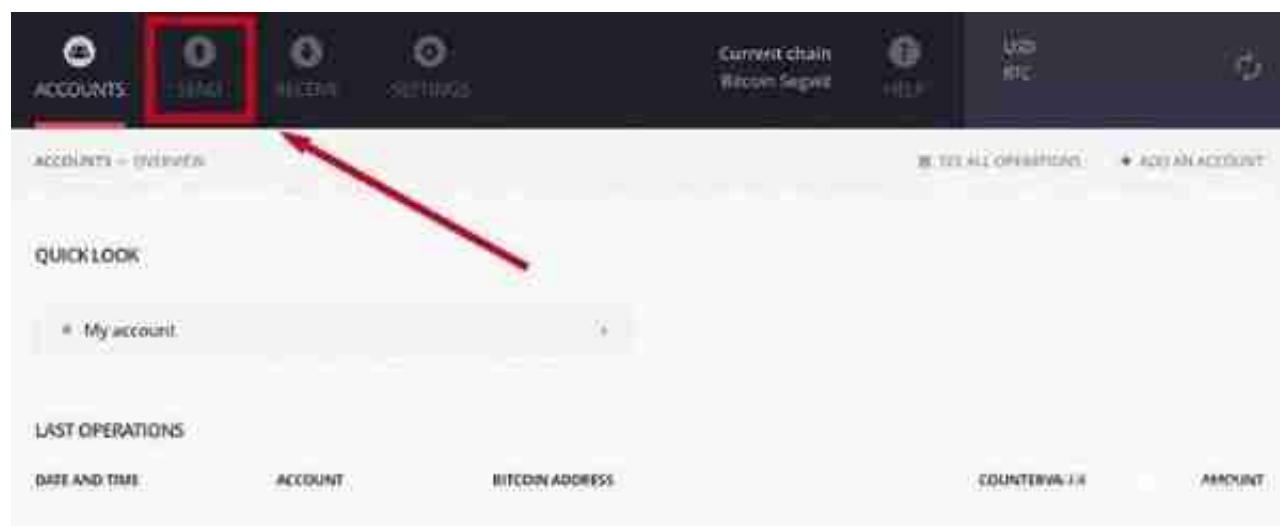 ACCOUNTS SEND RECEIVE SETTINGS
Current chain
Bitcoin Segwit
HELP
USD
BTC
ACCOUNTS — OVERVIEW
SEE ALL OPERATIONS
ADD AN ACCOUNT
QUICK LOOK
My account
LAST OPERATIONS
DATE AND TIME ACCOUNT BITCOIN ADDRESS COUNTERVALUE AMOUNT